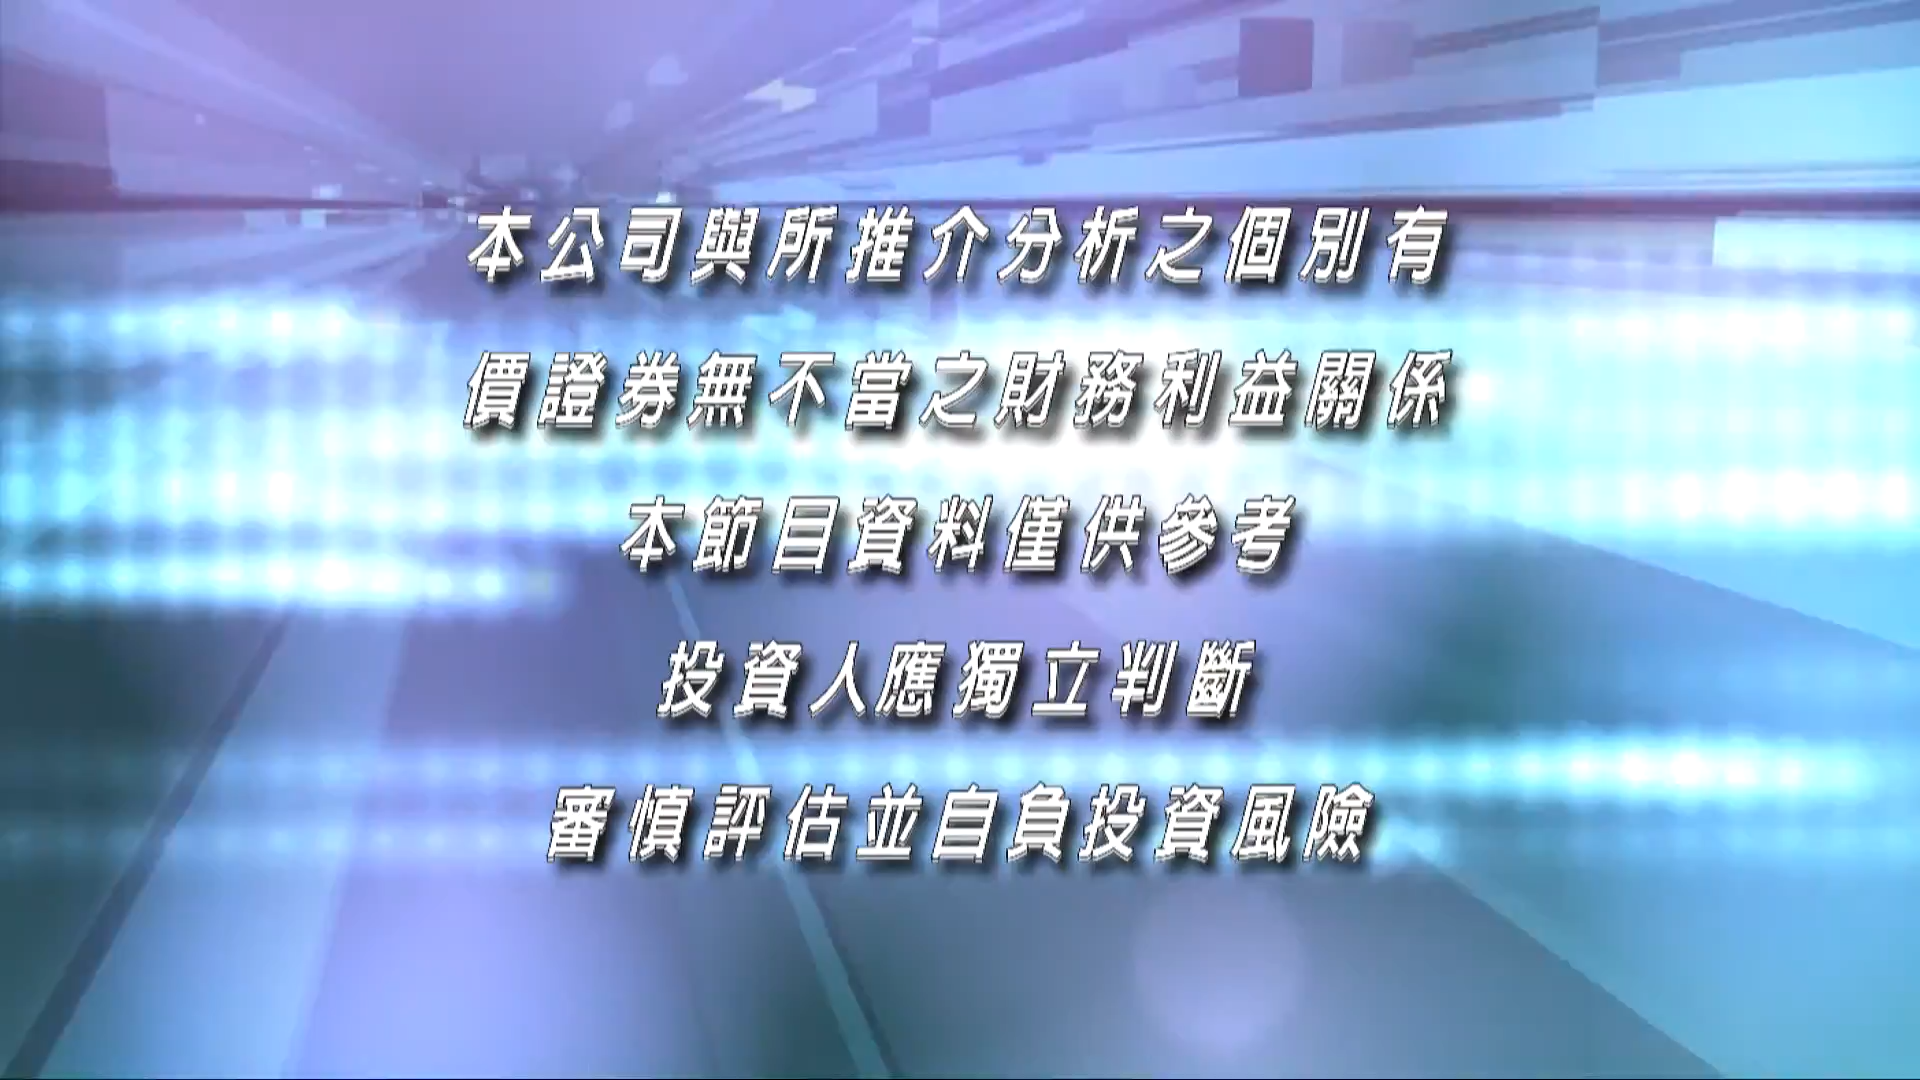 本公司與所推介分析之個別有
價證券無不當之財務利益關係
本節目資料僅供參考
投資人應獨立判斷
審慎評估並自負投資風險